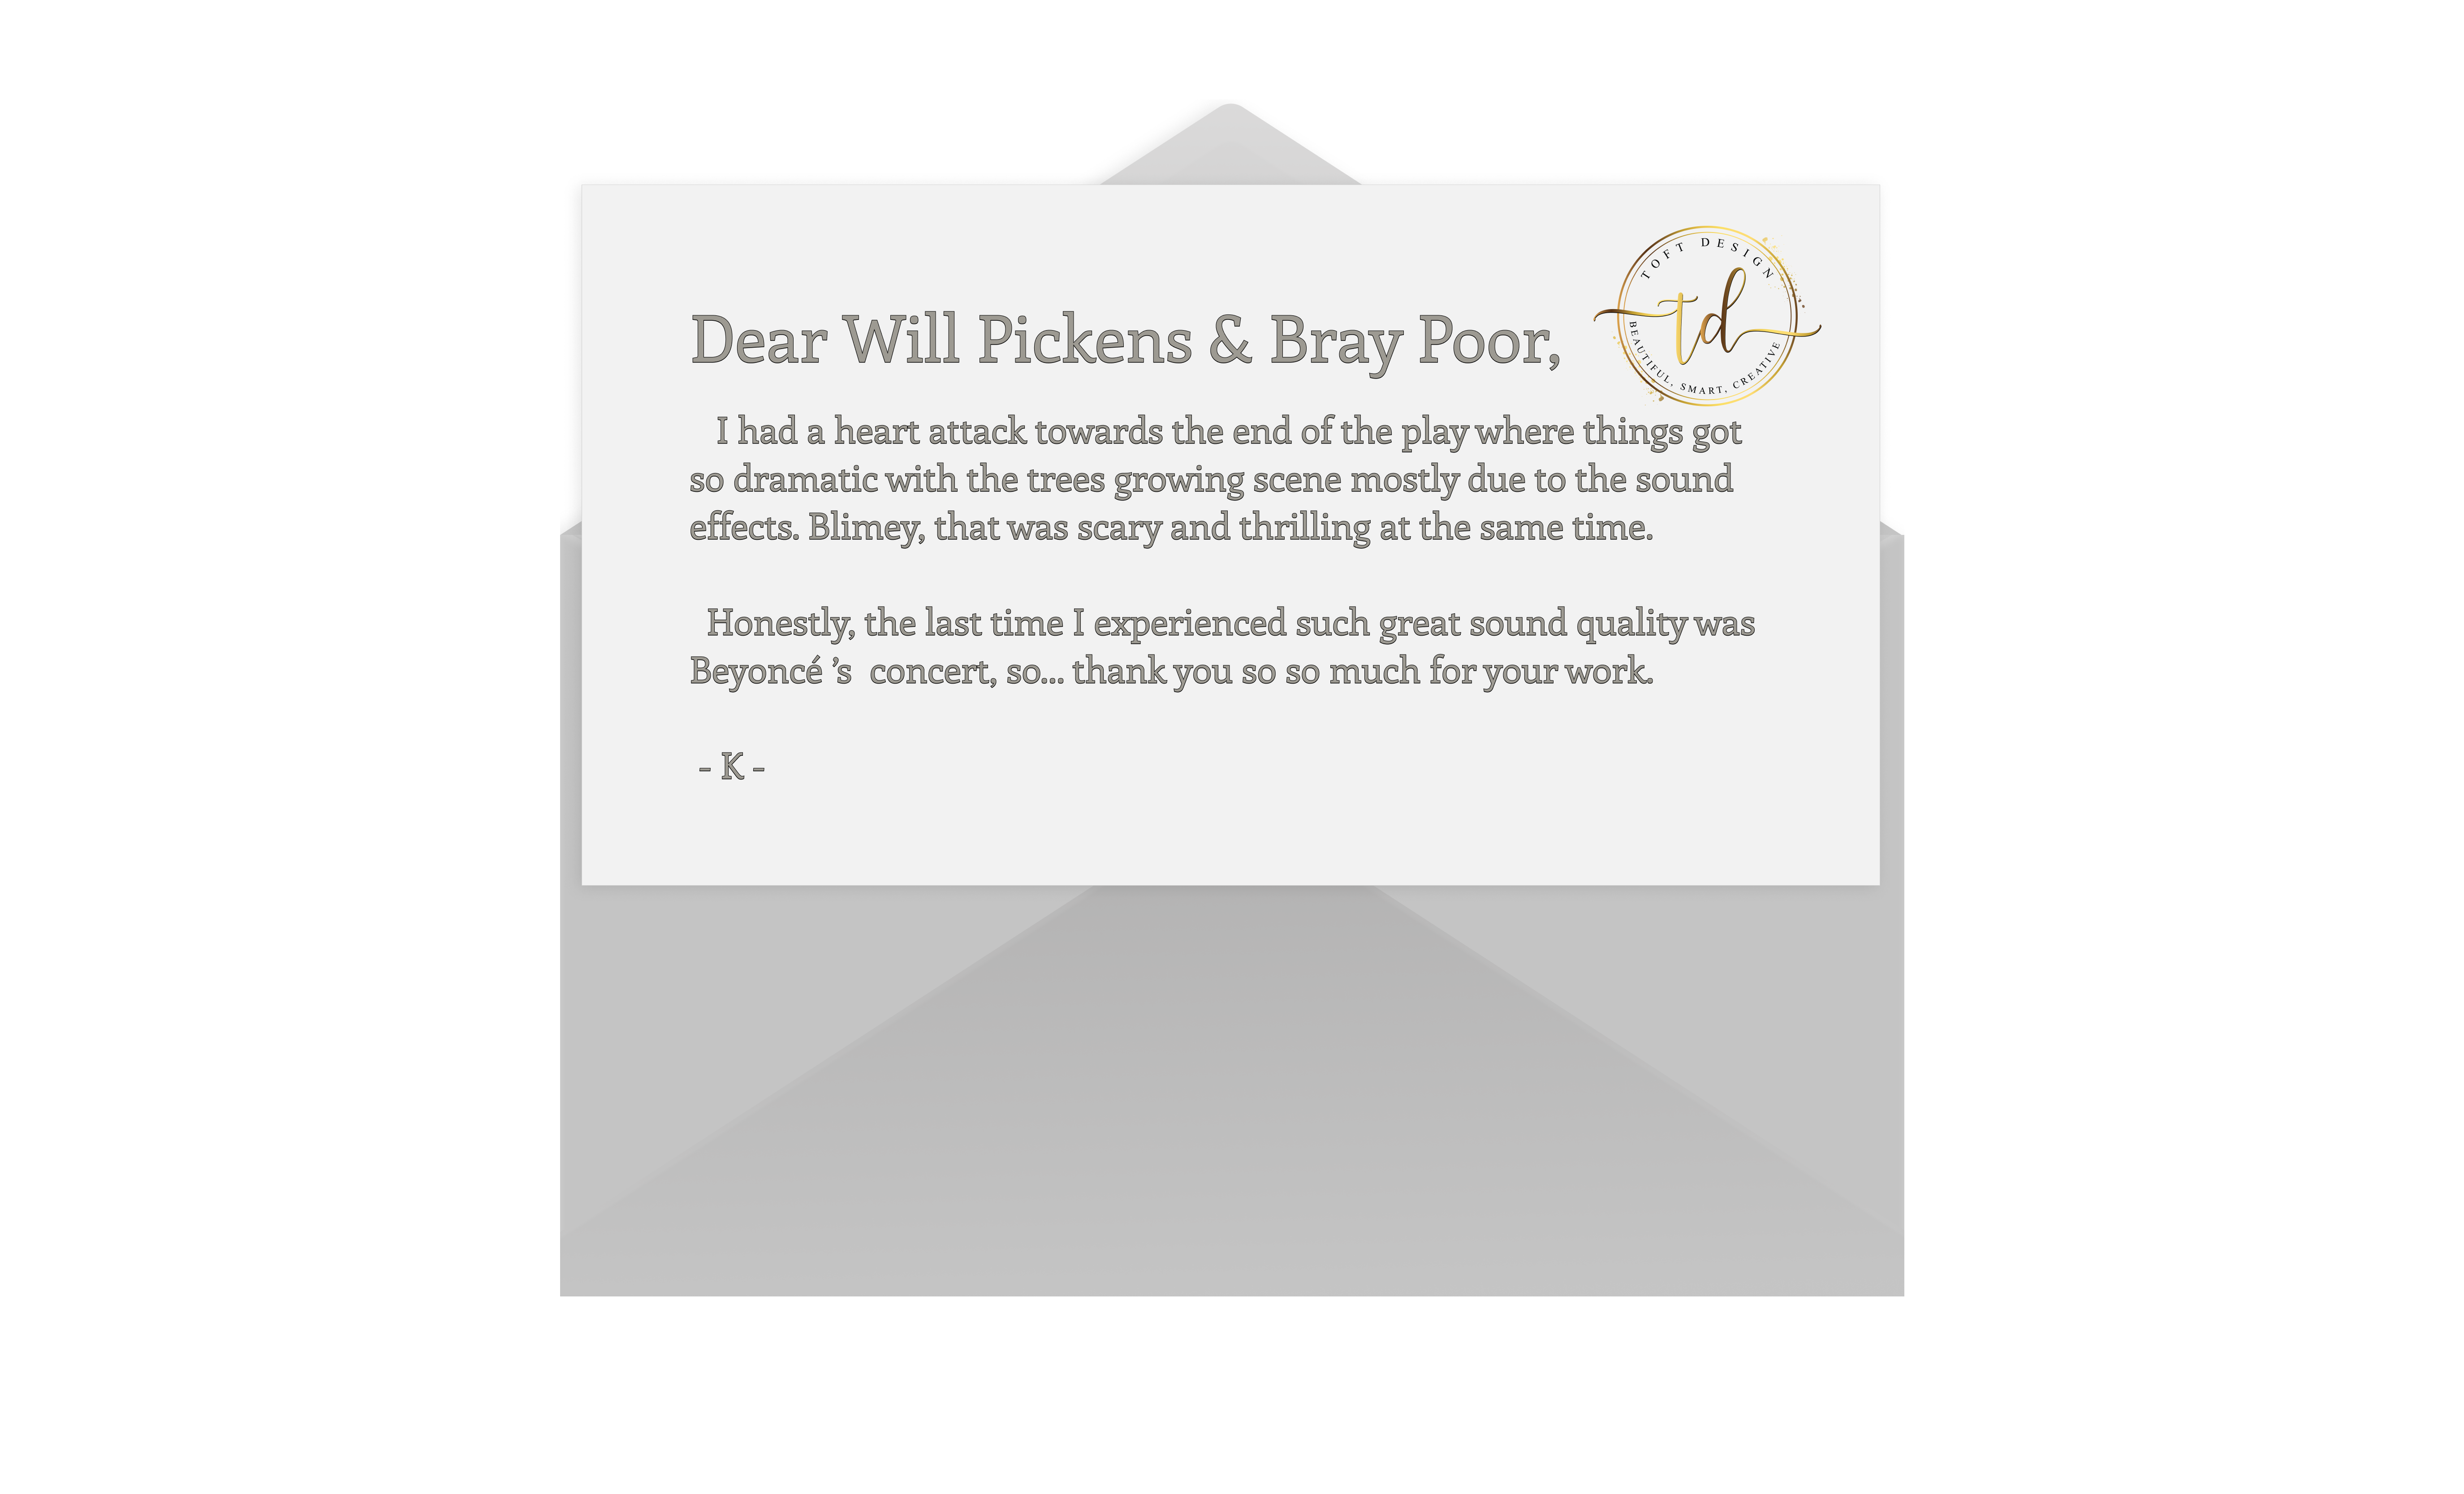 TOFT DESIGN
td
BEAUTIFUL, SMART, CREATIVE
Dear Will Pickens & Bray Poor,
I had a heart attack towards the end of the play where things got
so dramatic with the trees growing scene mostly due to the sound
effects. Blimey, that was scary and thrilling at the same time.
Honestly, the last time I experienced such great sound quality was
Beyoncé ’s concert, so... thank you so so much for your work.
- K -